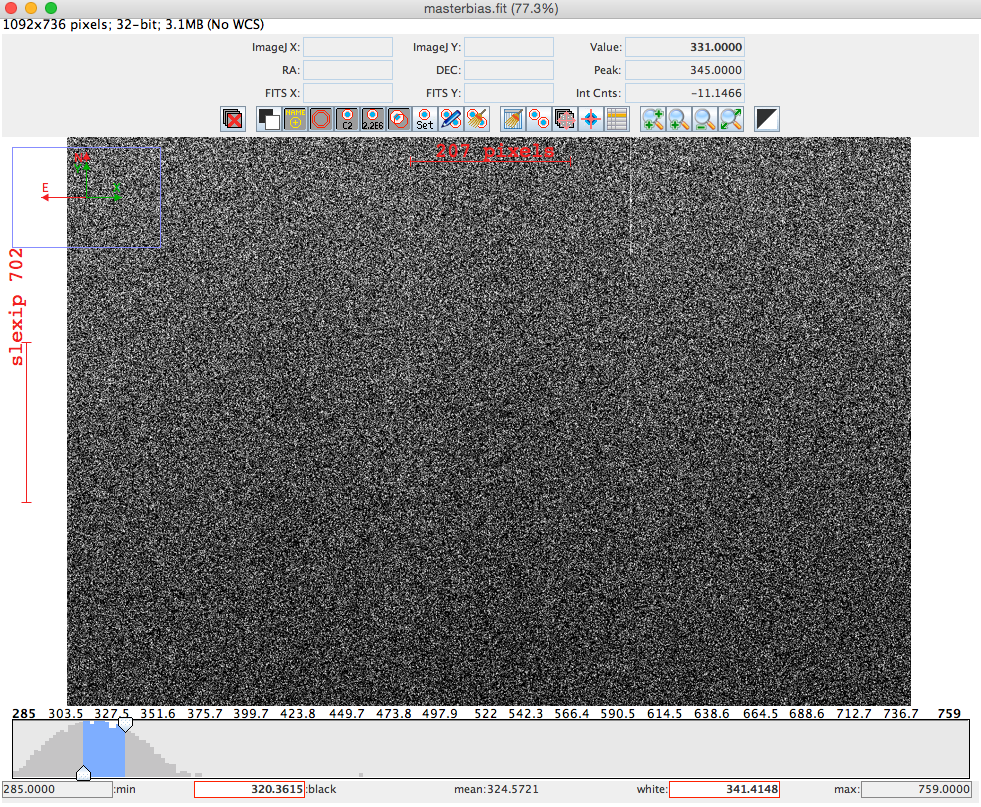 masterbias.fit (77.3%)
1092x736 pixels; 32-bit; 3.1MB (No WCS)
ImageJ X: ImageJ Y: Value: 331.0000
RA: DEC: Peak: 345.0000
FITS X: FITS Y: Int Cnts: -11.1466
NAME C2 2.2E6 Set
207 pixels
E
slexip 702
285 303.5 327.5 351.6 375.7 399.7 423.8 449.7 473.8 497.9 522 542.3 566.4 590.5 614.5 638.6 664.5 688.6 712.7 736.7 759
285.0000 :min 320.3615 :black mean:324.5721 white: 341.4148 max: 759.0000